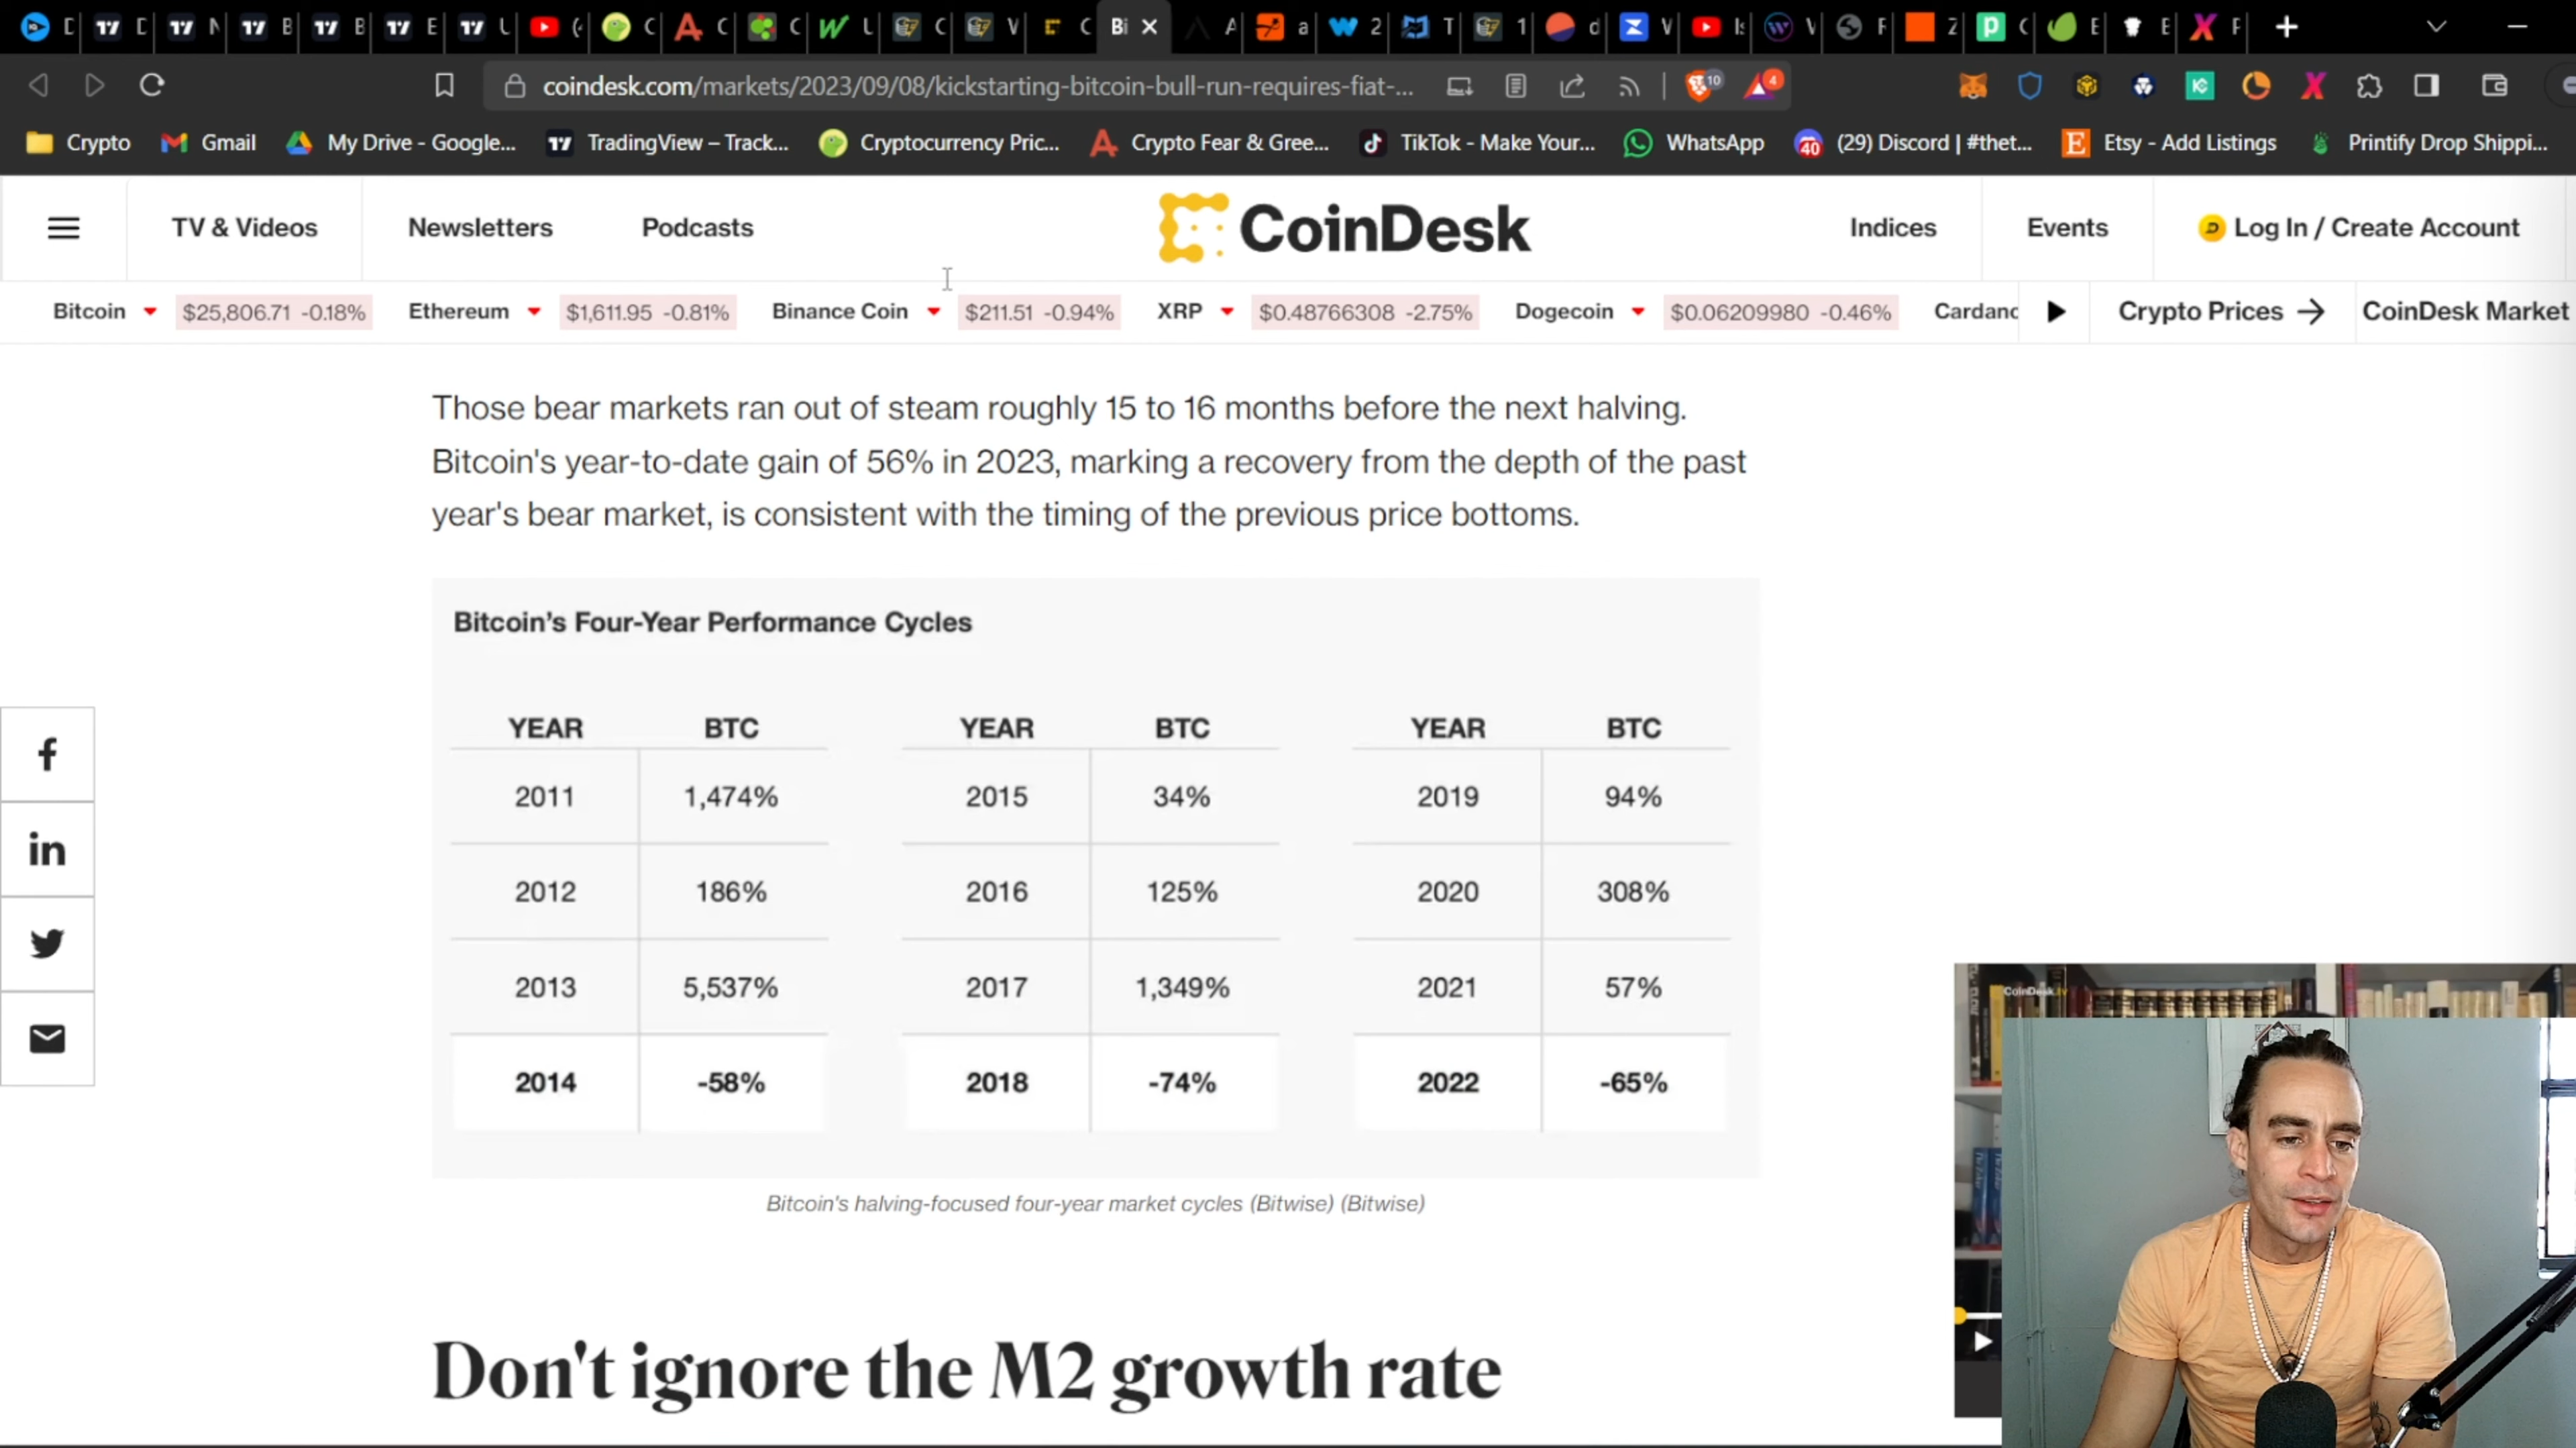 coindesk.com/markets/2023/09/08/kickstarting-bitcoin-bull-run-requires-fiat-...
10
4
Crypto
Gmail
My Drive - Google...
TradingView – Track...
Cryptocurrency Pric...
Crypto Fear & Gree...
TikTok - Make Your...
WhatsApp
40
(29) Discord | #thet...
Etsy - Add Listings
Printify Drop Shippi...
TV & Videos
Newsletters
Podcasts
CoinDesk
Indices
Events
Log In / Create Account
Bitcoin $25,806.71 -0.18%
Ethereum $1,611.95 -0.81%
Binance Coin $211.51 -0.94%
XRP $0.48766308 -2.75%
Dogecoin $0.06209980 -0.46%
Cardano
Crypto Prices
CoinDesk Market
Those bear markets ran out of steam roughly 15 to 16 months before the next halving.
Bitcoin's year-to-date gain of 56% in 2023, marking a recovery from the depth of the past
year's bear market, is consistent with the timing of the previous price bottoms.
Bitcoin's Four-Year Performance Cycles
YEAR BTC YEAR BTC YEAR BTC
2011 1,474% 2015 34% 2019 94%
2012 186% 2016 125% 2020 308%
2013 5,537% 2017 1,349% 2021 57%
2014 -58% 2018 -74% 2022 -65%
Bitcoin's halving-focused four-year market cycles (Bitwise) (Bitwise)
Don't ignore the M2 growth rate